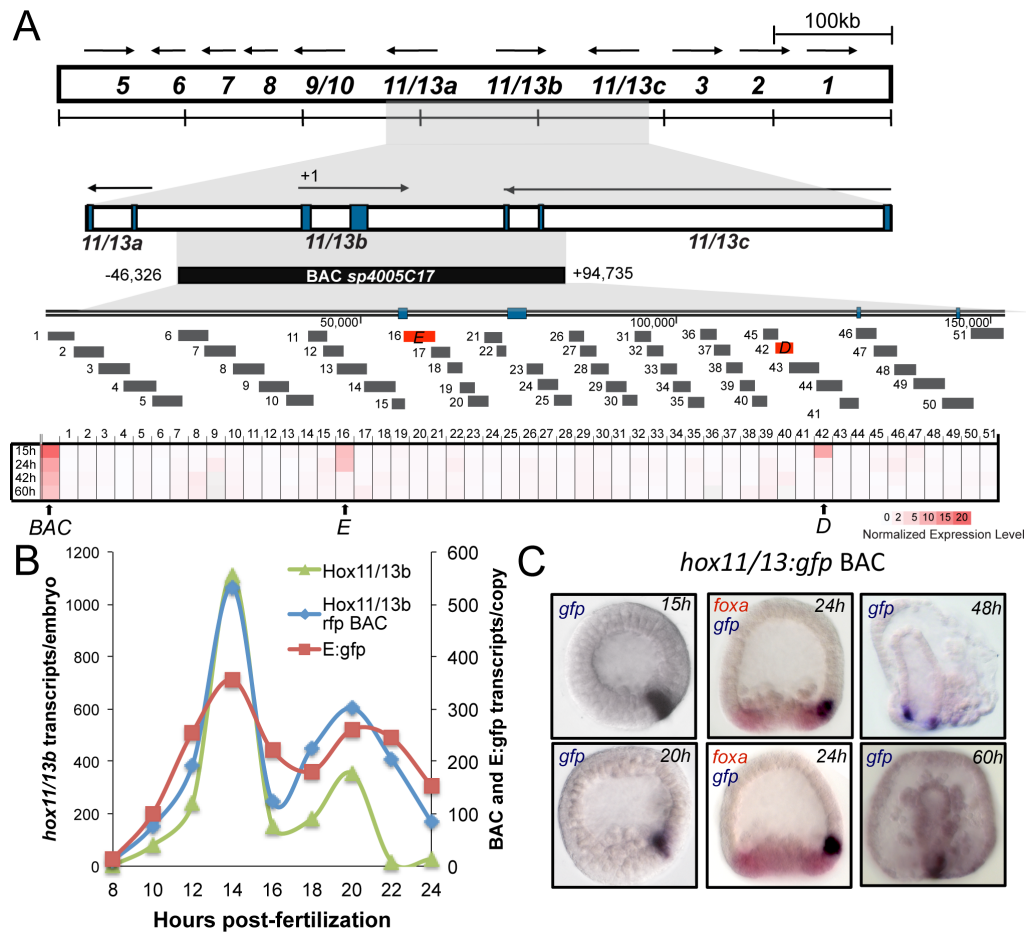 A
100kb
5 6 7 8 9/10 11/13a 11/13b 11/13c 3 2 1
+1
11/13a 11/13b 11/13c
-46,326 BAC sp4005C17 +94,735
50,000 100,000 150,000
1 6 11 16 E 21 26 31 36 45 46 51
2 7 12 17 22 27 32 37 42 D 47
3 8 13 18 23 28 33 38 43 48
4 9 14 19 24 29 34 39 44 49
5 10 15 20 25 30 35 40 41 50
1 2 3 4 5 6 7 8 9 10 11 12 13 14 15 16 17 18 19 20 21 22 23 24 25 26 27 28 29 30 31 32 33 34 35 36 37 38 39 40 41 42 43 44 45 46 47 48 49 50 51
15h
24h
42h
60h
BAC E D
0 2 5 10 15 20
Normalized Expression Level
B
hox11/13b transcripts/embryo
1200
1000
800
600
400
200
0
Hox11/13b
Hox11/13b
rfp BAC
E:gfp
600
500
400
300
200
100
0
BAC and E:gfp transcripts/copy
8 10 12 14 16 18 20 22 24
Hours post-fertilization
C
hox11/13:gfp BAC
gfp 15h
foxa 24h
gfp
gfp 48h
gfp 20h
foxa 24h
gfp
gfp 60h